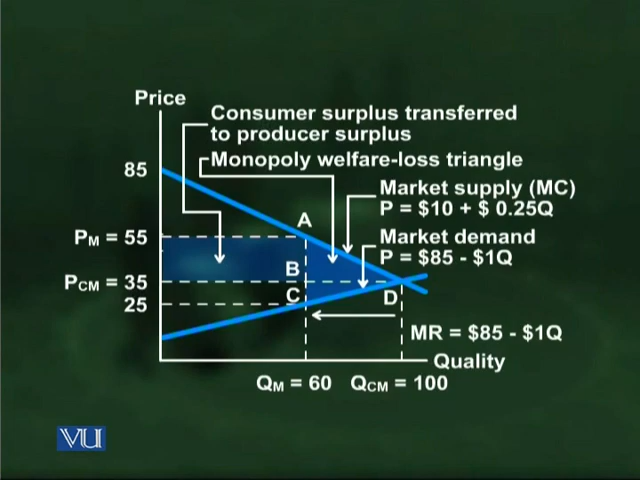 Price
Consumer surplus transferred
to producer surplus
Monopoly welfare-loss triangle
85
Market supply (MC)
P = $10 + $ 0.25Q
A
PM = 55
Market demand
P = $85 - $1Q
B
PCM = 35
C
D
25
MR = $85 - $1Q
Quality
QM = 60 QCM = 100
VU